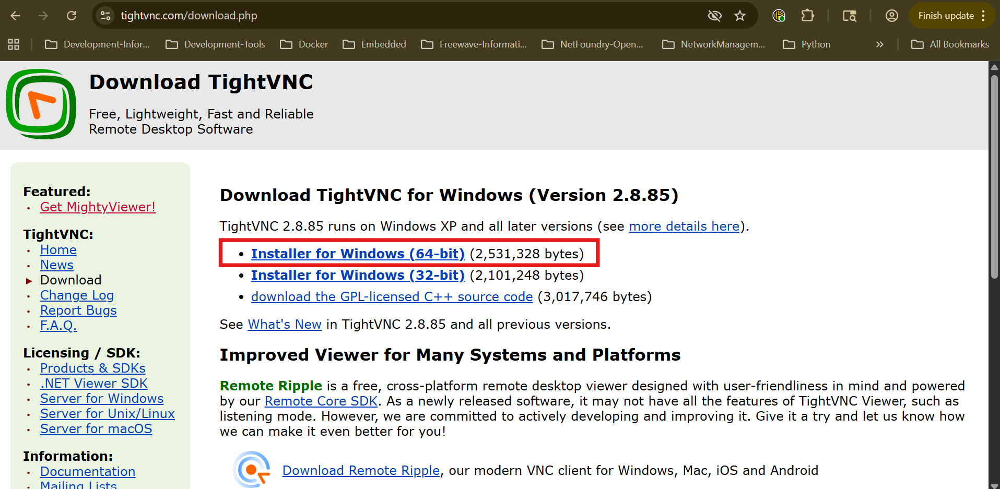 tightvnc.com/download.php
Finish update
Development-Infor...
Development-Tools
Docker
Embedded
Freewave-Informati...
NetFoundry-Open...
NetworkManagem...
Python
All Bookmarks
Download TightVNC
Free, Lightweight, Fast and Reliable
Remote Desktop Software
Featured:
Get MightyViewer!
TightVNC:
Home
News
Download
Change Log
Report Bugs
F.A.Q.
Licensing / SDK:
Products & SDKs
.NET Viewer SDK
Server for Windows
Server for Unix/Linux
Server for macOS
Information:
Documentation
Mailing Lists
Download TightVNC for Windows (Version 2.8.85)
TightVNC 2.8.85 runs on Windows XP and all later versions (see more details here).
Installer for Windows (64-bit) (2,531,328 bytes)
Installer for Windows (32-bit) (2,101,248 bytes)
download the GPL-licensed C++ source code (3,017,746 bytes)
See What's New in TightVNC 2.8.85 and all previous versions.
Improved Viewer for Many Systems and Platforms
Remote Ripple is a free, cross-platform remote desktop viewer designed with user-friendliness in mind and powered
by our Remote Core SDK. As a newly released software, it may not have all the features of TightVNC Viewer, such as
listening mode. However, we are committed to actively developing and improving it. Give it a try and let us know how
we can make it even better for you!
Download Remote Ripple, our modern VNC client for Windows, Mac, iOS and Android